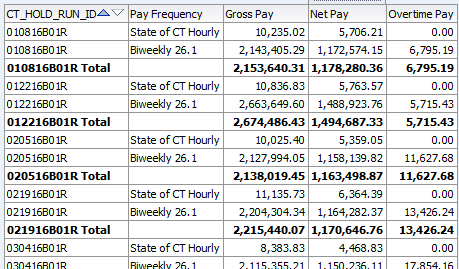 CT_HOLD_RUN_ID Pay Frequency Gross Pay Net Pay Overtime Pay
010816B01R State of CT Hourly 10,235.02 5,706.21 0.00
010816B01R Biweekly 26.1 2,143,405.29 1,172,574.15 6,795.19
010816B01R Total 2,153,640.31 1,178,280.36 6,795.19
012216B01R State of CT Hourly 10,836.83 5,763.57 0.00
012216B01R Biweekly 26.1 2,663,649.60 1,488,923.76 5,715.43
012216B01R Total 2,674,486.43 1,494,687.33 5,715.43
020516B01R State of CT Hourly 10,025.40 5,359.05 0.00
020516B01R Biweekly 26.1 2,127,994.05 1,158,139.82 11,627.68
020516B01R Total 2,138,019.45 1,163,498.87 11,627.68
021916B01R State of CT Hourly 11,135.73 6,364.39 0.00
021916B01R Biweekly 26.1 2,204,304.34 1,164,282.37 13,426.24
021916B01R Total 2,215,440.07 1,170,646.76 13,426.24
030416B01R State of CT Hourly 8,383.83 4,468.83 0.00
030416B01R Biweekly 26.1 2,115,355.21 1,150,236.11 17,854.16